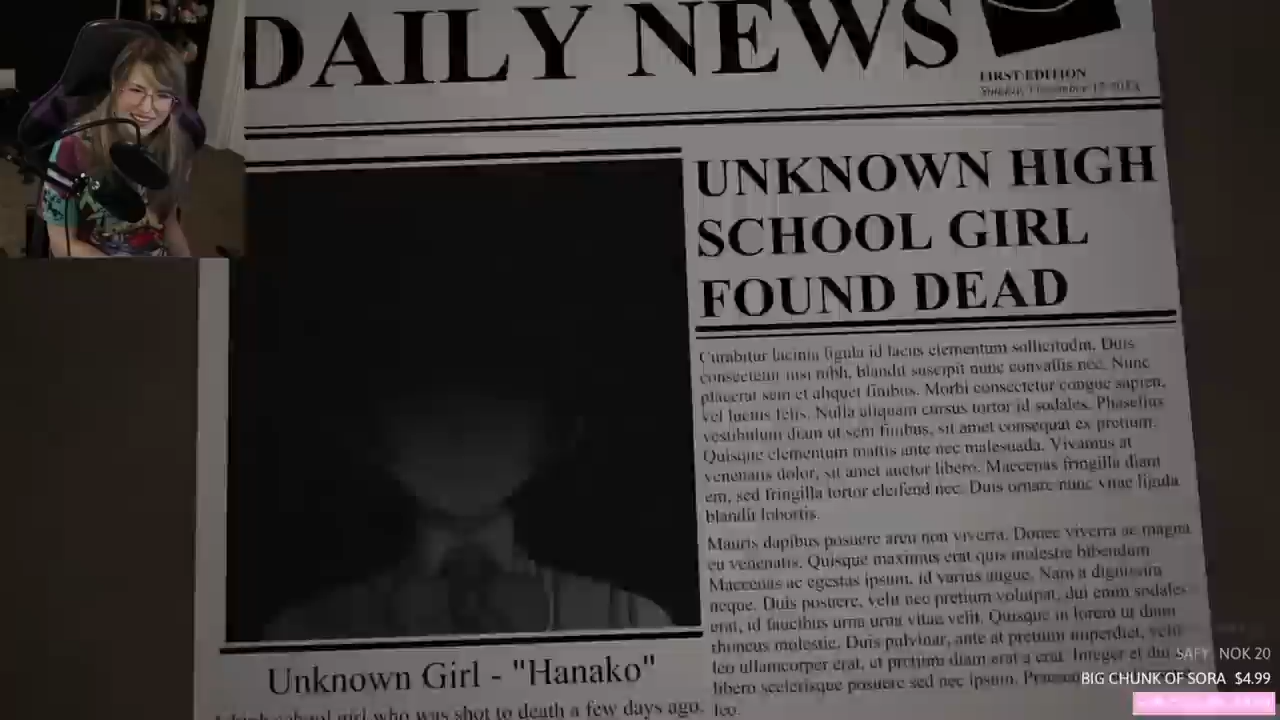 DAILY NEWS
FIRST EDITION
UNKNOWN HIGH
SCHOOL GIRL
FOUND DEAD
Curabitur lacinia ligula id lacus elementum sollicitudin. Duis
consectetur nisi nibh, blandit suscipit nunc convallis nec. Nunc
placerat sem et aliquet finibus. Morbi consectetur congue sapien,
vel luctus felis. Nulla aliquam cursus tortor id sodales. Phasellus
vestibulum diam ut sem finibus, sit amet consequat ex pretium.
Quisque elementum mattis ante nec malesuada. Vivamus at
venenatis dolor, sit amet auctor libero. Maecenas fringilla diam
em, sed fringilla tortor eleifend nec. Duis ornare nunc vitae ligula
blandit lobortis.
Mauris dapibus posuere arcu non viverra. Donec viverra ac magna
eu venenatis. Quisque maximus erat quis molestie bibendum
Maecenas ac egestas ipsum, id varius augue. Nam a dignissim
neque. Duis posuere, velit nec pretium volutpat, dui enim sodales
erat, id faucibus urna urna vitae velit. Quisque in lorem ut diam
rhoncus molestie. Duis pulvinar, ante at pretium imperdiet,
leo ullamcorper erat, ut pretium diam erat a erat. Integer et dui
libero scelerisque posuere sed nec ipsum.
leo.
Unknown Girl - "Hanako"
school girl who was shot to death a few days ago.
SAFY NOK 20
BIG CHUNK OF SORA $4.99